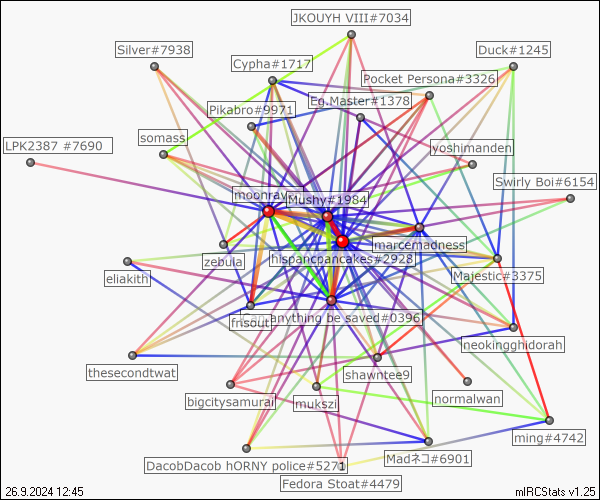 JKOUYH VIII#7034
Silver#7938
Duck#1245
Cypha#1717
Pocket Persona#3326
Eg.Master#1378
Pikabro#9971
somass
LPK2387 #7690
yoshimanden
Swirly Boi#6154
Mushy#1984
marcermadness
zebula
hispancpancakes#2928
Majestic#3375
eliakith
frisout
anything be saved#0396
neokingghidorah
thesecondtwat
shawntee9
bigcitysamurai
mukszi
normalwan
ming#4742
DacobDacob hORNY police#5271
Madネコ#6901
Fedora Stoat#4479
26.9.2024 12:45
mIRCStats v1.25